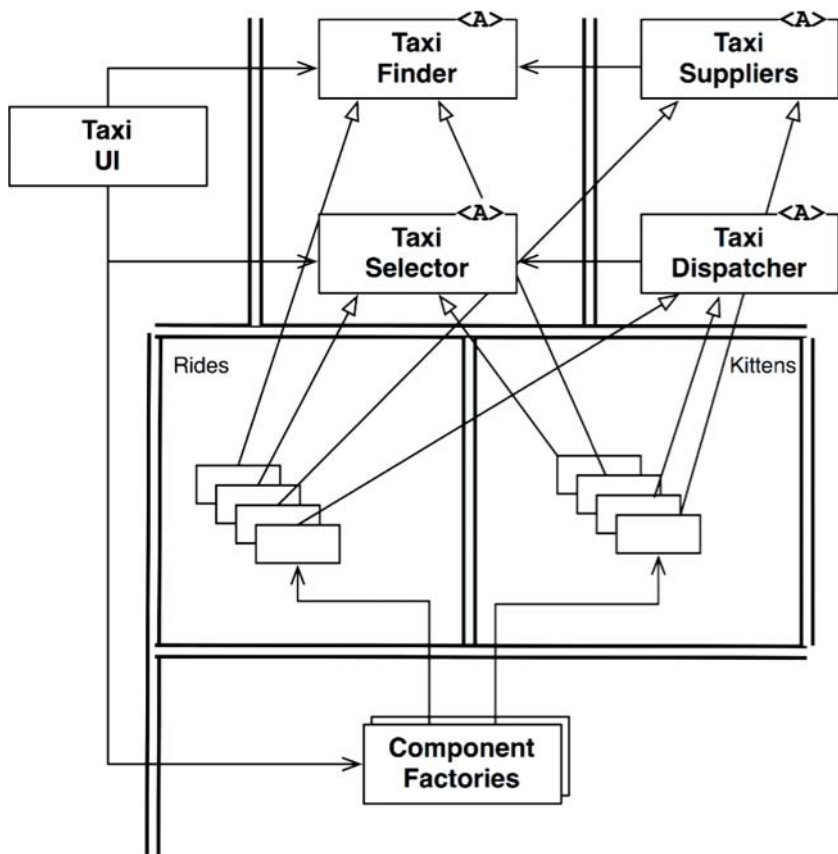 <A>
Taxi
Finder
<A>
Taxi
Suppliers
Taxi
UI
<A>
Taxi
Selector
<A>
Taxi
Dispatcher
Rides
Kittens
Component
Factories